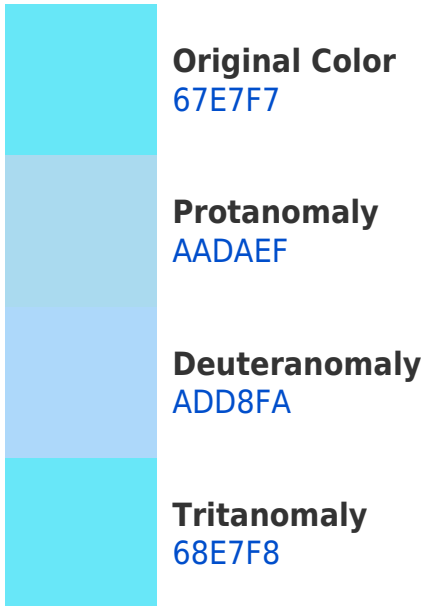 Original Color
67E7F7
Protanomaly
AADAEF
Deuteranomaly
ADD8FA
Tritanomaly
68E7F8